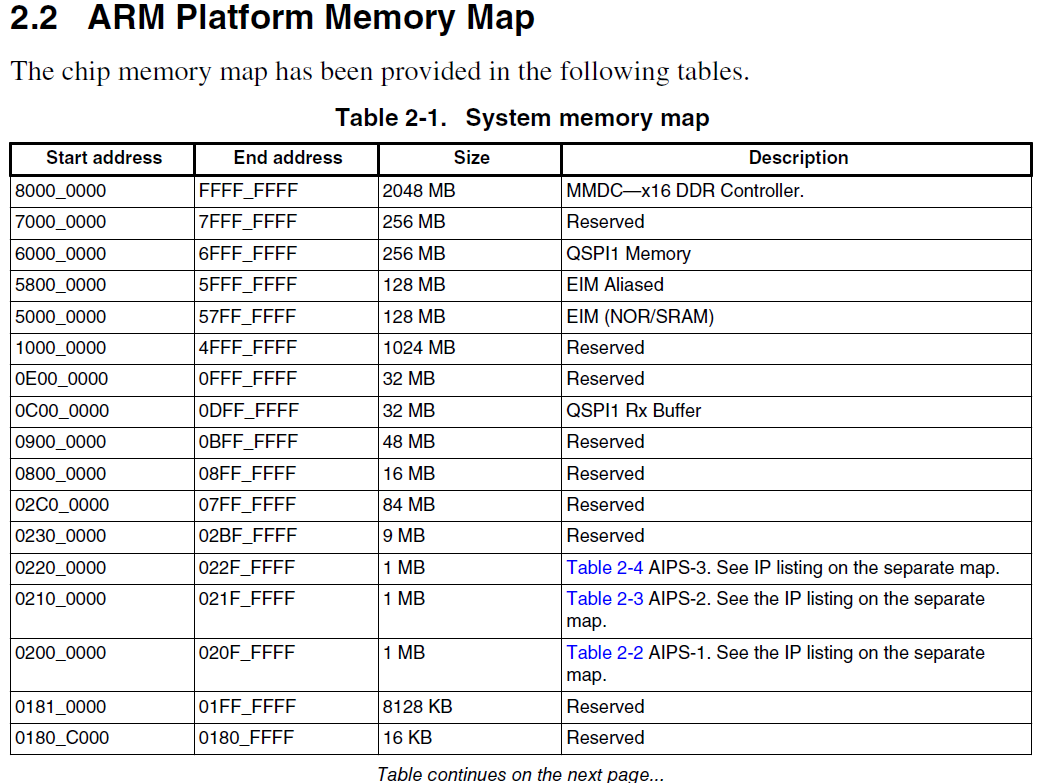 2.2 ARM Platform Memory Map
The chip memory map has been provided in the following tables.
Table 2-1. System memory map
Start address End address Size Description
8000_0000 FFFF_FFFF 2048 MB MMDC—x16 DDR Controller.
7000_0000 7FFF_FFFF 256 MB Reserved
6000_0000 6FFF_FFFF 256 MB QSPI1 Memory
5800_0000 5FFF_FFFF 128 MB EIM Aliased
5000_0000 57FF_FFFF 128 MB EIM (NOR/SRAM)
1000_0000 4FFF_FFFF 1024 MB Reserved
0E00_0000 0FFF_FFFF 32 MB Reserved
0C00_0000 0DFF_FFFF 32 MB QSPI1 Rx Buffer
0900_0000 0BFF_FFFF 48 MB Reserved
0800_0000 08FF_FFFF 16 MB Reserved
02C0_0000 07FF_FFFF 84 MB Reserved
0230_0000 02BF_FFFF 9 MB Reserved
0220_0000 022F_FFFF 1 MB Table 2-4 AIPS-3. See IP listing on the separate map.
0210_0000 021F_FFFF 1 MB Table 2-3 AIPS-2. See the IP listing on the separate
map.
0200_0000 020F_FFFF 1 MB Table 2-2 AIPS-1. See the IP listing on the separate
map.
0181_0000 01FF_FFFF 8128 KB Reserved
0180_C000 0180_FFFF 16 KB Reserved
Table continues on the next page...